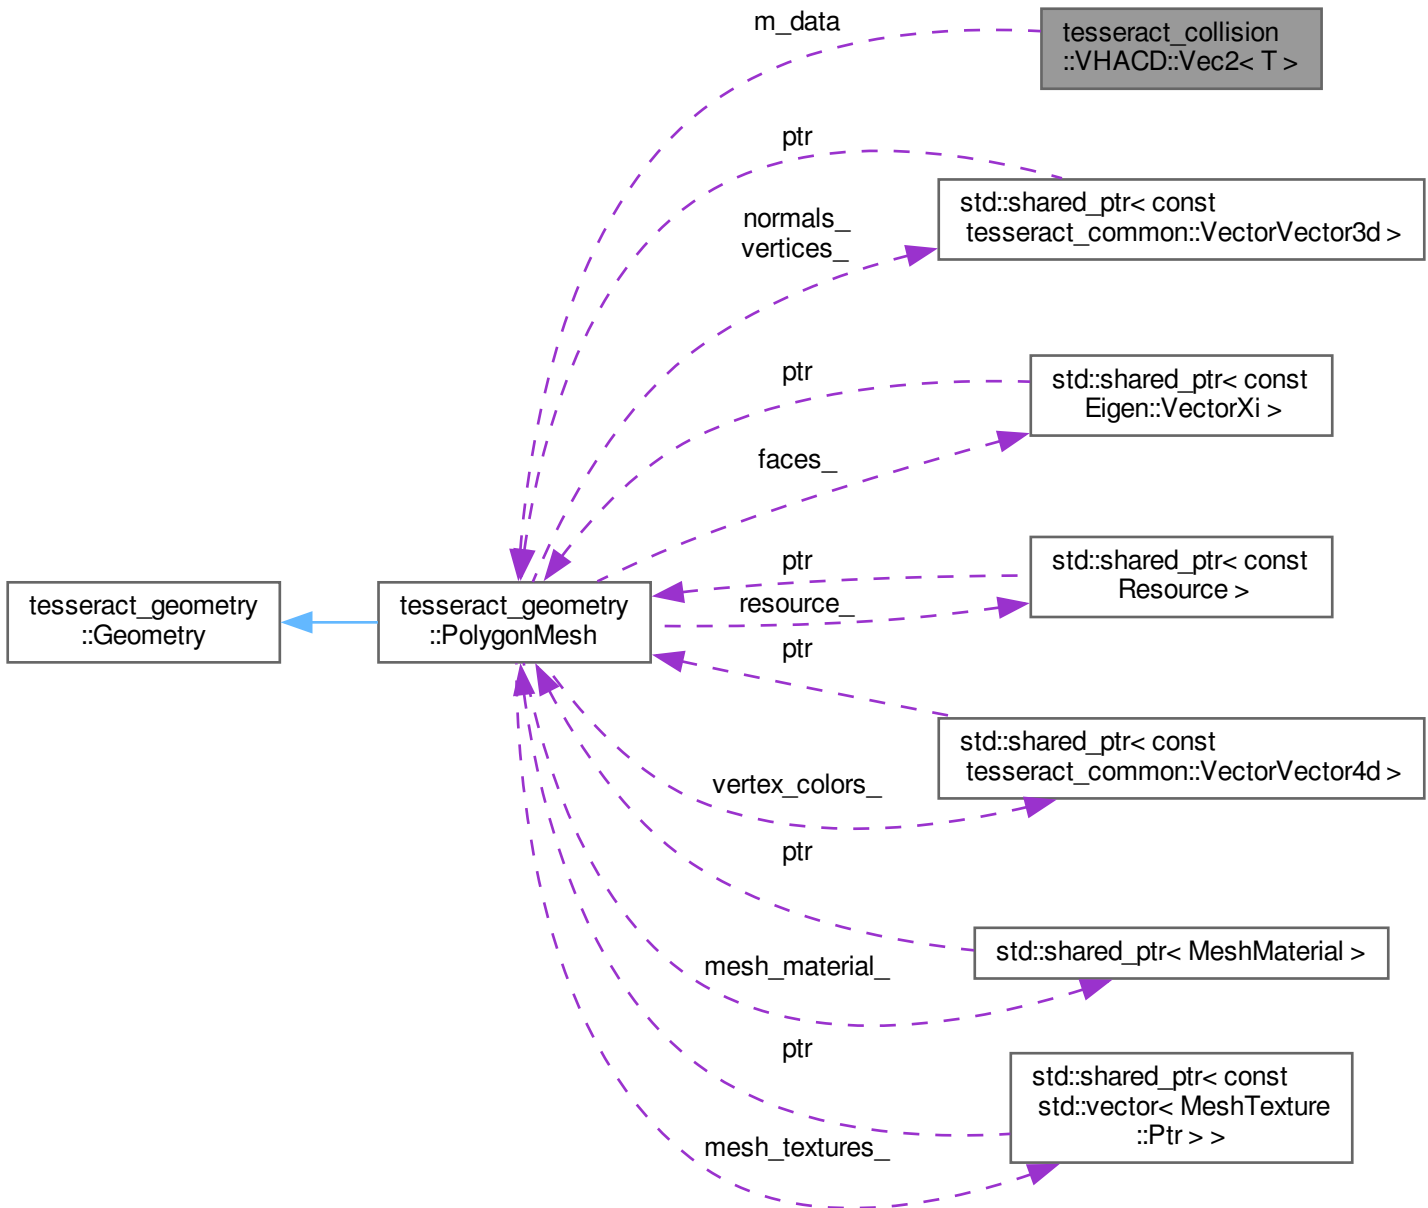 m_data
tesseract_collision
::VHACD::Vec2< T >
ptr
std::shared_ptr< const
tesseract_common::VectorVector3d >
normals_
vertices_
ptr
std::shared_ptr< const
Eigen::VectorXi >
faces_
ptr
std::shared_ptr< const
Resource >
resource_
tesseract_geometry
::Geometry
tesseract_geometry
::PolygonMesh
ptr
std::shared_ptr< const
tesseract_common::VectorVector4d >
vertex_colors_
ptr
std::shared_ptr< MeshMaterial >
mesh_material_
ptr
std::shared_ptr< const
std::vector< MeshTexture
::Ptr > >
mesh_textures_